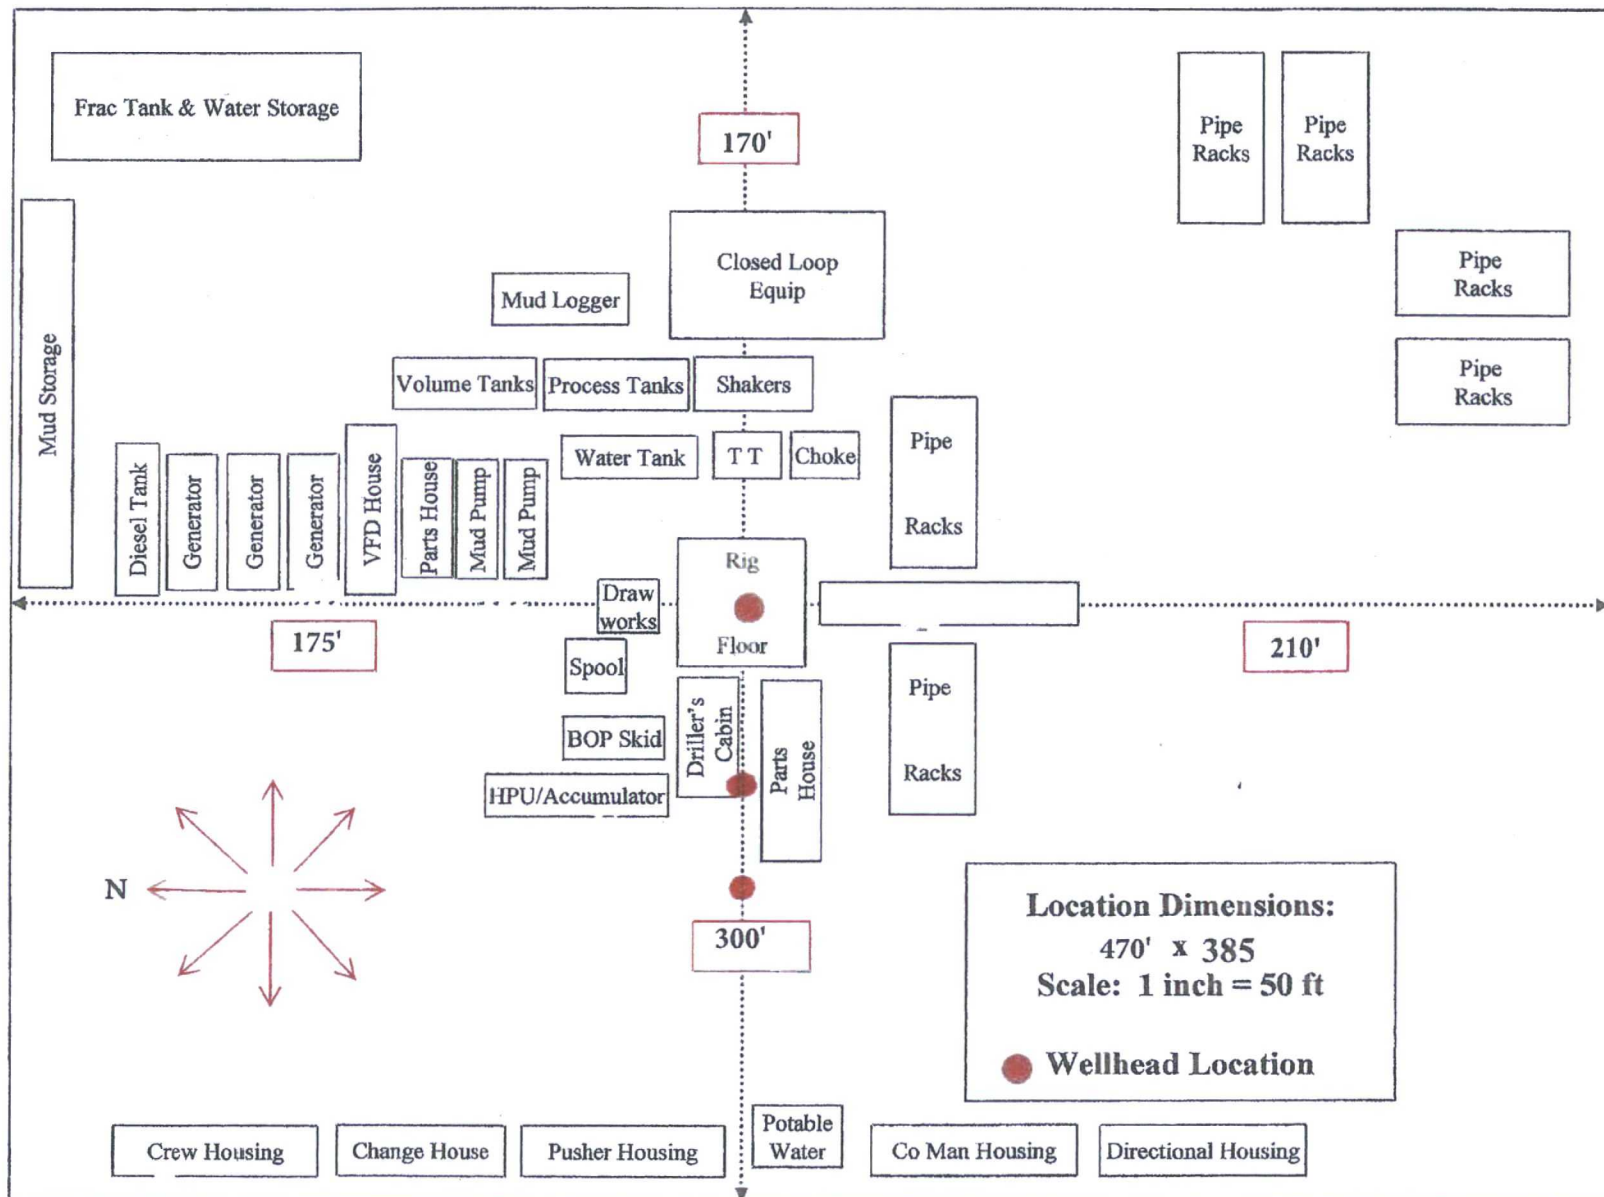 Frac Tank & Water Storage
170'
Pipe
Racks
Pipe
Racks
Closed Loop
Equip
Pipe
Racks
Mud Logger
Mud Storage
Volume Tanks
Process Tanks
Shakers
Pipe
Racks
Pipe
Racks
Water Tank
T T
Choke
Diesel Tank
Generator
Generator
Generator
VFD House
Parts House
Mud Pump
Mud Pump
Rig
Floor
Draw
works
175'
210'
Spool
Driller's
Cabin
Parts
House
Pipe
Racks
BOP Skid
HPU/Accumulator
N
300'
Location Dimensions:
470' x 385
Scale: 1 inch = 50 ft
Wellhead Location
Crew Housing
Change House
Pusher Housing
Potable
Water
Co Man Housing
Directional Housing